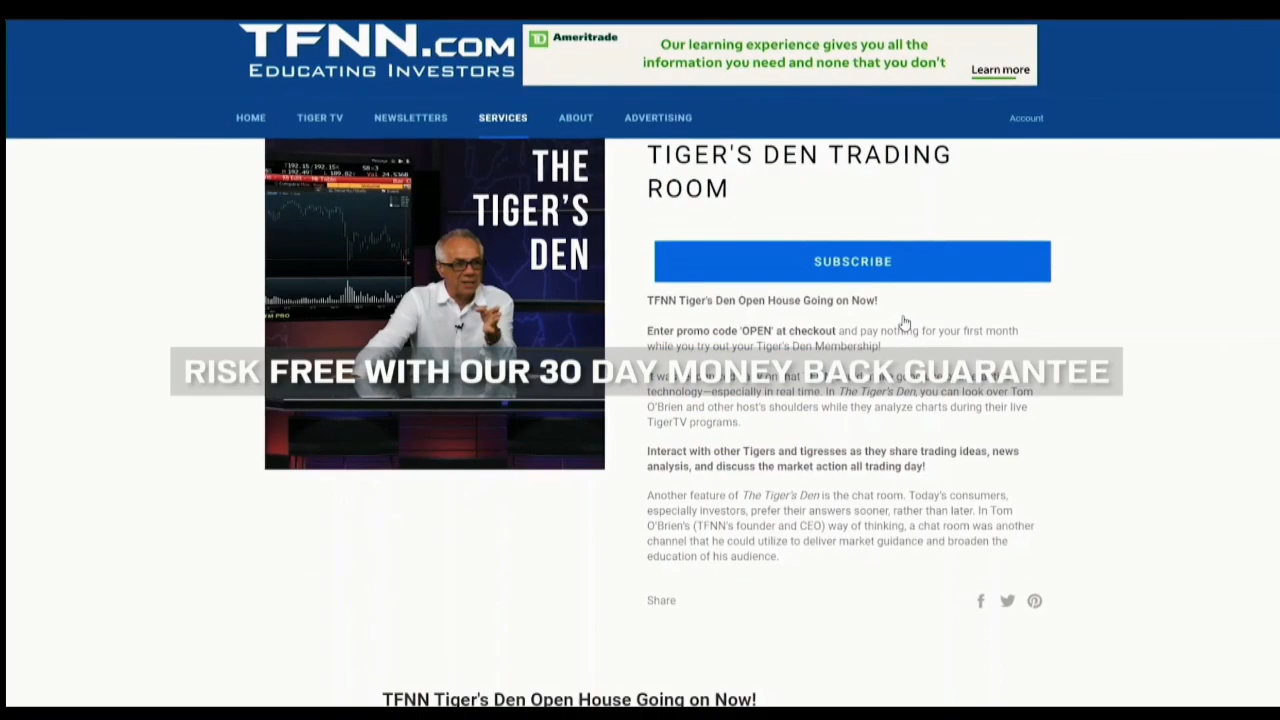 TFNN.COM
EDUCATING INVESTORS
TD Ameritrade
Our learning experience gives you all the
information you need and none that you don't
Learn more
HOME TIGER TV NEWSLETTERS SERVICES ABOUT ADVERTISING Account
THE
TIGER'S
DEN
TIGER'S DEN TRADING
ROOM
SUBSCRIBE
TFNN Tiger's Den Open House Going on Now!
Enter promo code 'OPEN' at checkout and pay nothing for your first month
while you try out your Tiger's Den Membership!
RISK FREE WITH OUR 30 DAY MONEY BACK GUARANTEE
technology—especially in real time. In The Tiger's Den, you can look over Tom
O'Brien and other host's shoulders while they analyze charts during their live
TigerTV programs.
Interact with other Tigers and tigresses as they share trading ideas, news
analysis, and discuss the market action all trading day!
Another feature of The Tiger's Den is the chat room. Today's consumers,
especially investors, prefer their answers sooner, rather than later. In Tom
O'Brien's (TFNN's founder and CEO) way of thinking, a chat room was another
channel that he could utilize to deliver market guidance and broaden the
education of his audience.
Share
TFNN Tiger's Den Open House Going on Now!